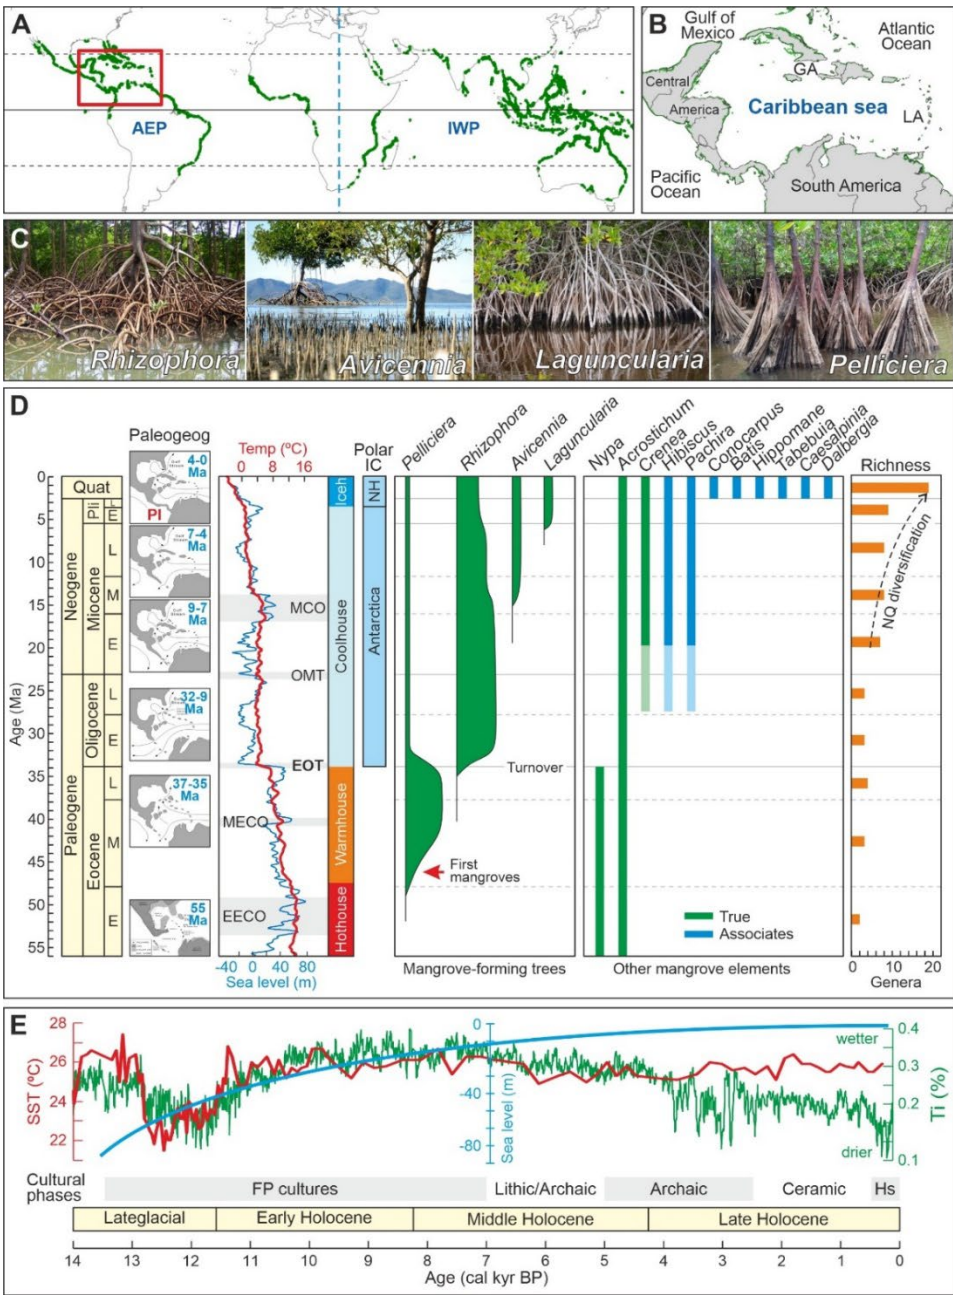 A
AEP
IWP
B
Gulf of
Mexico
Atlantic
Ocean
GA
Central
America
Caribbean sea
LA
Pacific
Ocean
South America
C
Rhizophora
Avicennia
Laguncularia
Pelliciera
D
Paleogeog
Temp (ºC)
0 8 16
Polar
IC
Pelliciera
Rhizophora
Avicennia
Laguncularia
Nypa
Acrostichum
Crenea
Hibiscus
Pachira
Conocarpus
Batis
Hippomane
Tabebuia
Caesalpinia
Dalbergia
Richness
Age (Ma)
0
5
10
15
20
25
30
35
40
45
50
55
Neogene
Paleogene
Quat
Pli
Miocene
Oligocene
Eocene
L
E
L
M
E
L
E
L
M
E
4-0
Ma
PI
7-4
Ma
9-7
Ma
32-9
Ma
37-35
Ma
55
Ma
MCO
OMT
EOT
MECO
EECO
Iceh
Coolhouse
Warmhouse
Hothouse
NH
Antarctica
Turnover
First
mangroves
True
Associates
NQ diversification
-40 0 40 80
Sea level (m)
Mangrove-forming trees
Other mangrove elements
0 10 20
Genera
E
SST (ºC)
28
26
24
22
21
0
-40
-80
Sea level (m)
wetter
drier
0.4
0.3
0.2
0.1
Ti (%)
Cultural
phases
FP cultures
Lithic/Archaic
Archaic
Ceramic
Hs
Lateglacial
Early Holocene
Middle Holocene
Late Holocene
14 13 12 11 10 9 8 7 6 5 4 3 2 1 0
Age (cal kyr BP)